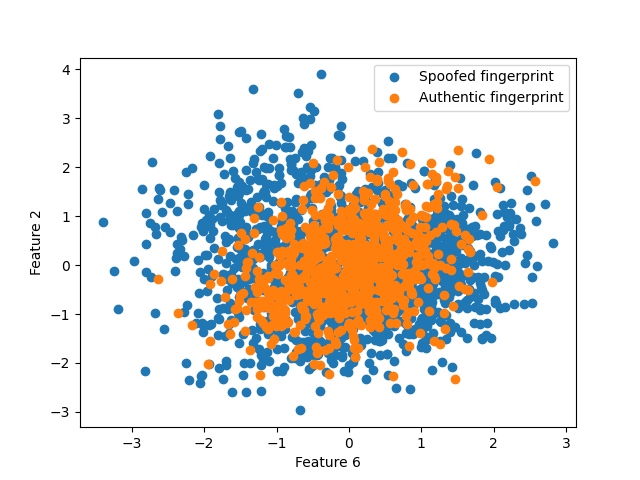 Spoofed fingerprint
Authentic fingerprint
4
3
2
1
0
−1
−2
−3
Feature 2
−3 −2 −1 0 1 2 3
Feature 6